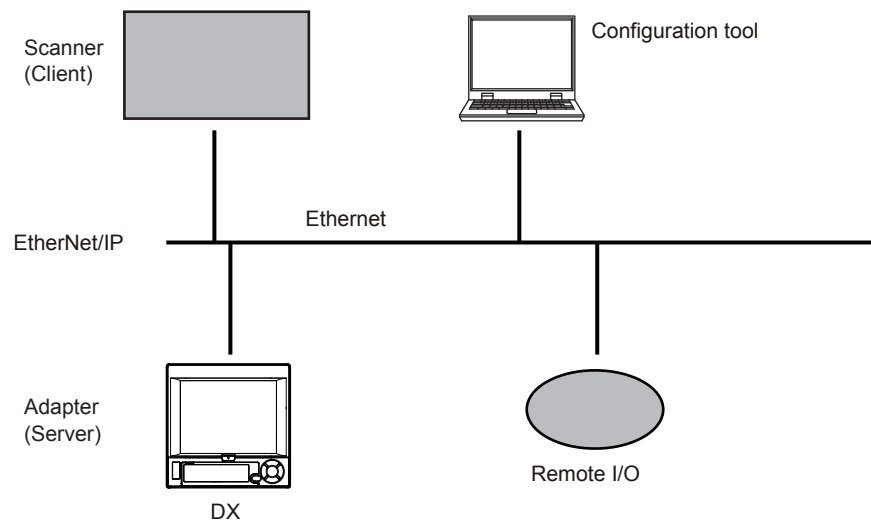 Scanner
(Client)
Configuration tool
Ethernet
EtherNet/IP
Adapter
(Server)
Remote I/O
DX